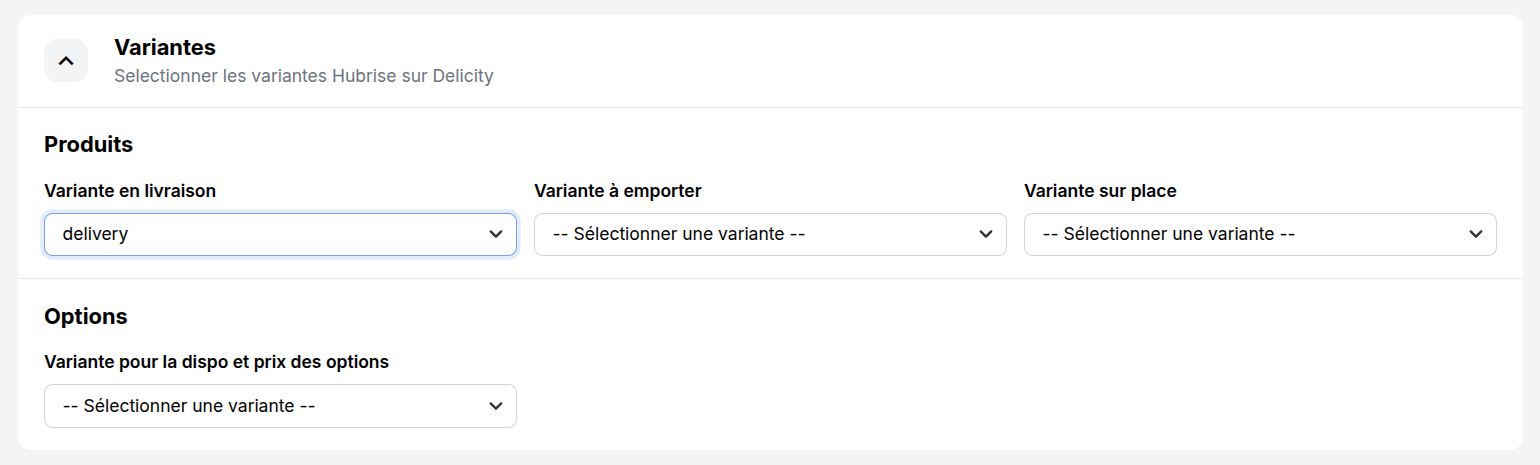 Variantes
Selectionner les variantes Hubrise sur Delicity
Produits
Variante en livraison
delivery
Variante à emporter
-- Sélectionner une variante --
Variante sur place
-- Sélectionner une variante --
Options
Variante pour la dispo et prix des options
-- Sélectionner une variante --